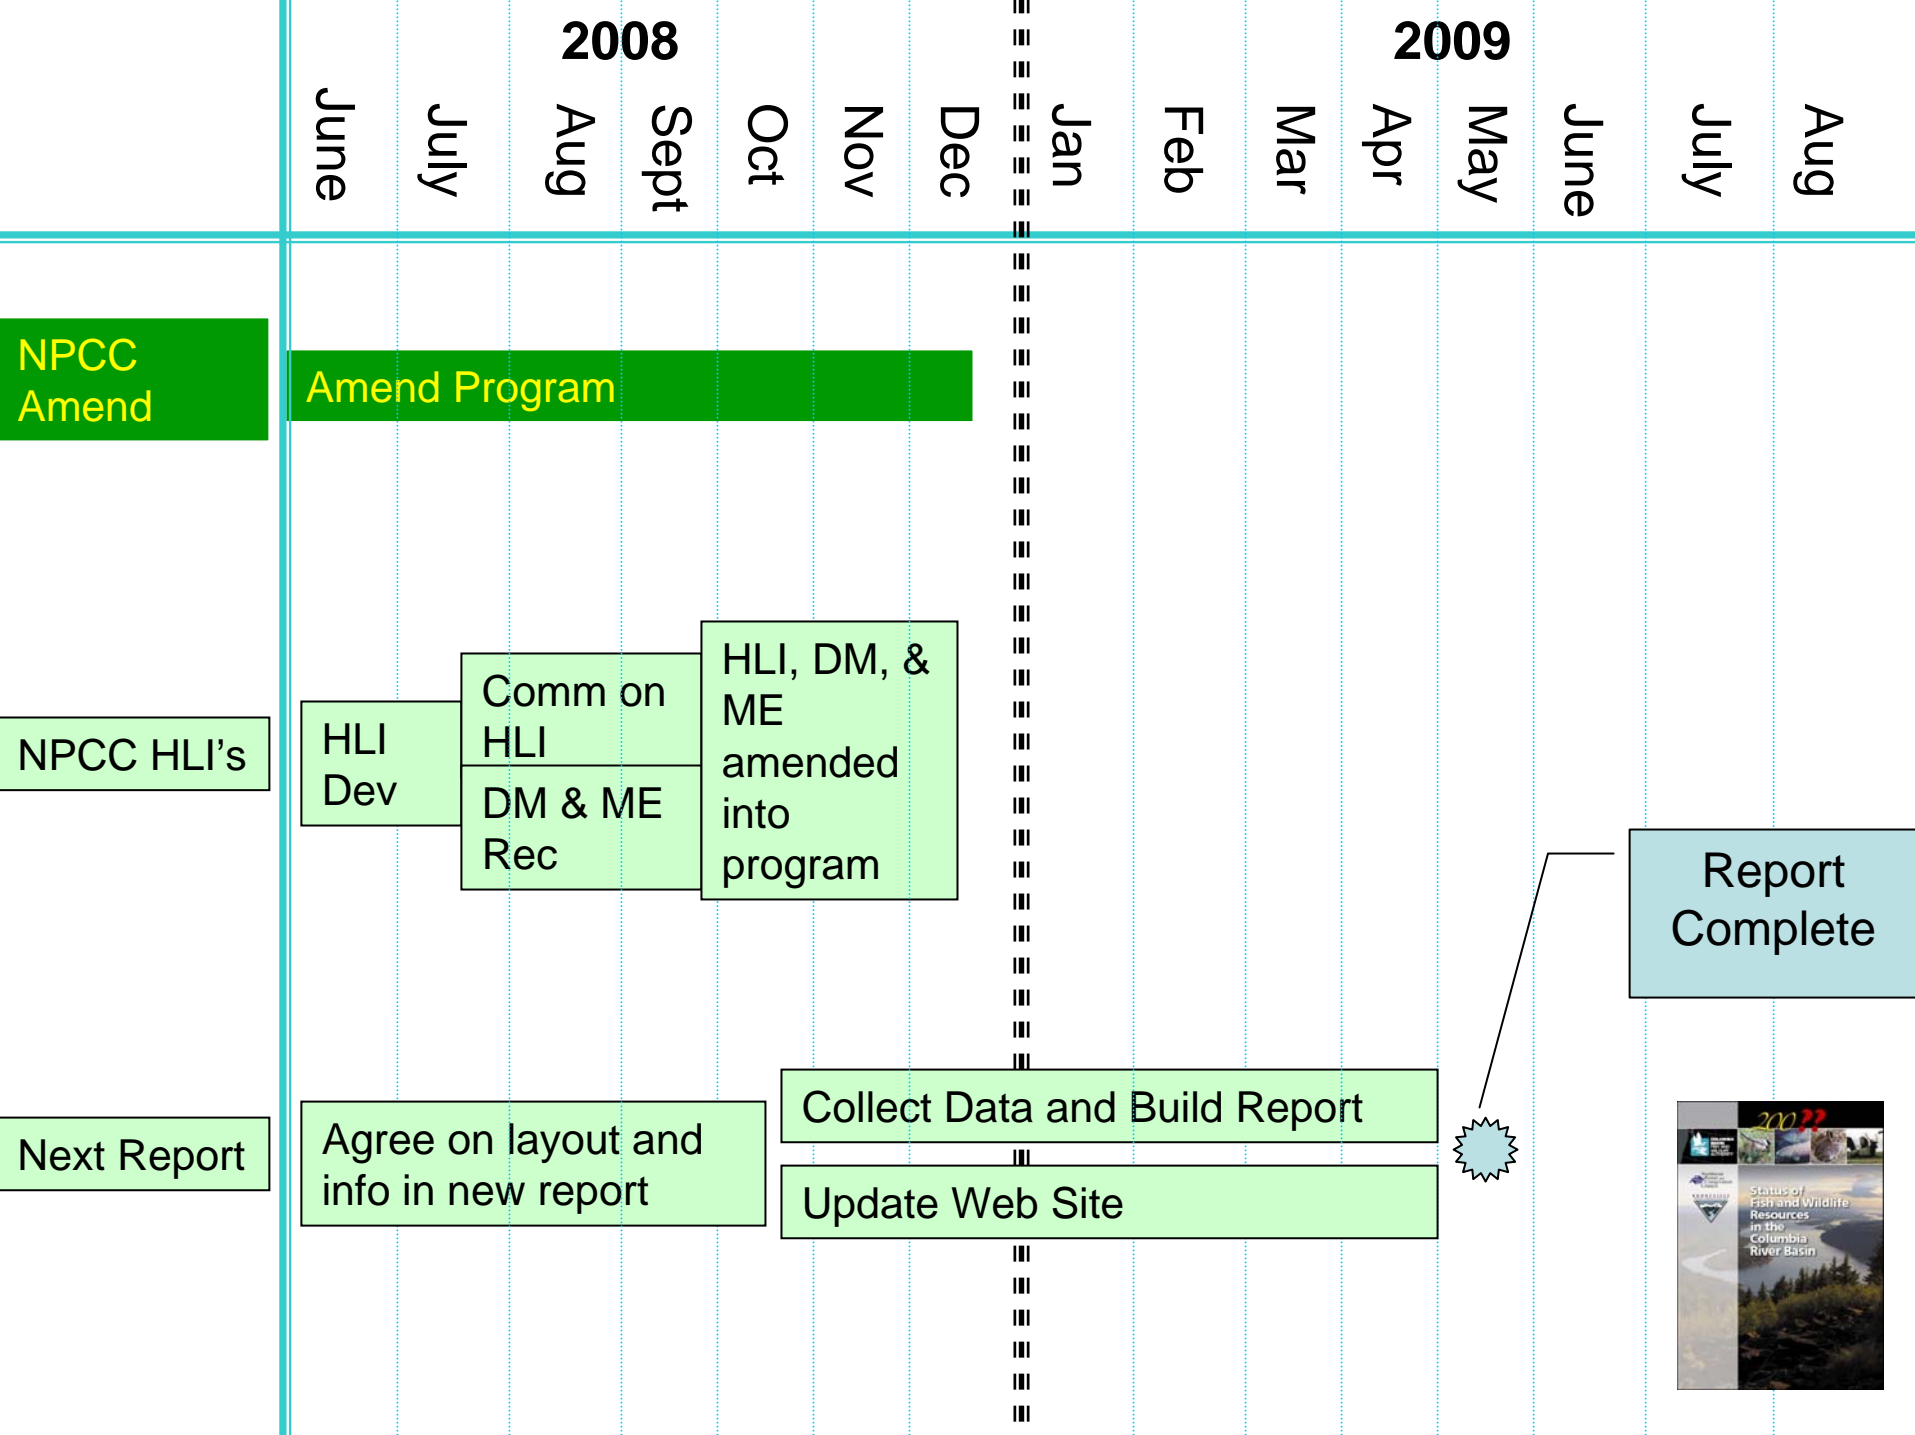 2008
2009
June
July
Aug
Sept
Oct
Nov
Dec
Jan
Feb
Mar
Apr
May
June
July
Aug
NPCC
Amend
Amend Program
NPCC HLI's
HLI
Dev
Comm on
HLI
DM & ME
Rec
HLI, DM, &
ME
amended
into
program
Report
Complete
Next Report
Agree on layout and
info in new report
Collect Data and Build Report
Update Web Site
200??
Status of
Fish and Wildlife
Resources
in the
Columbia
River Basin